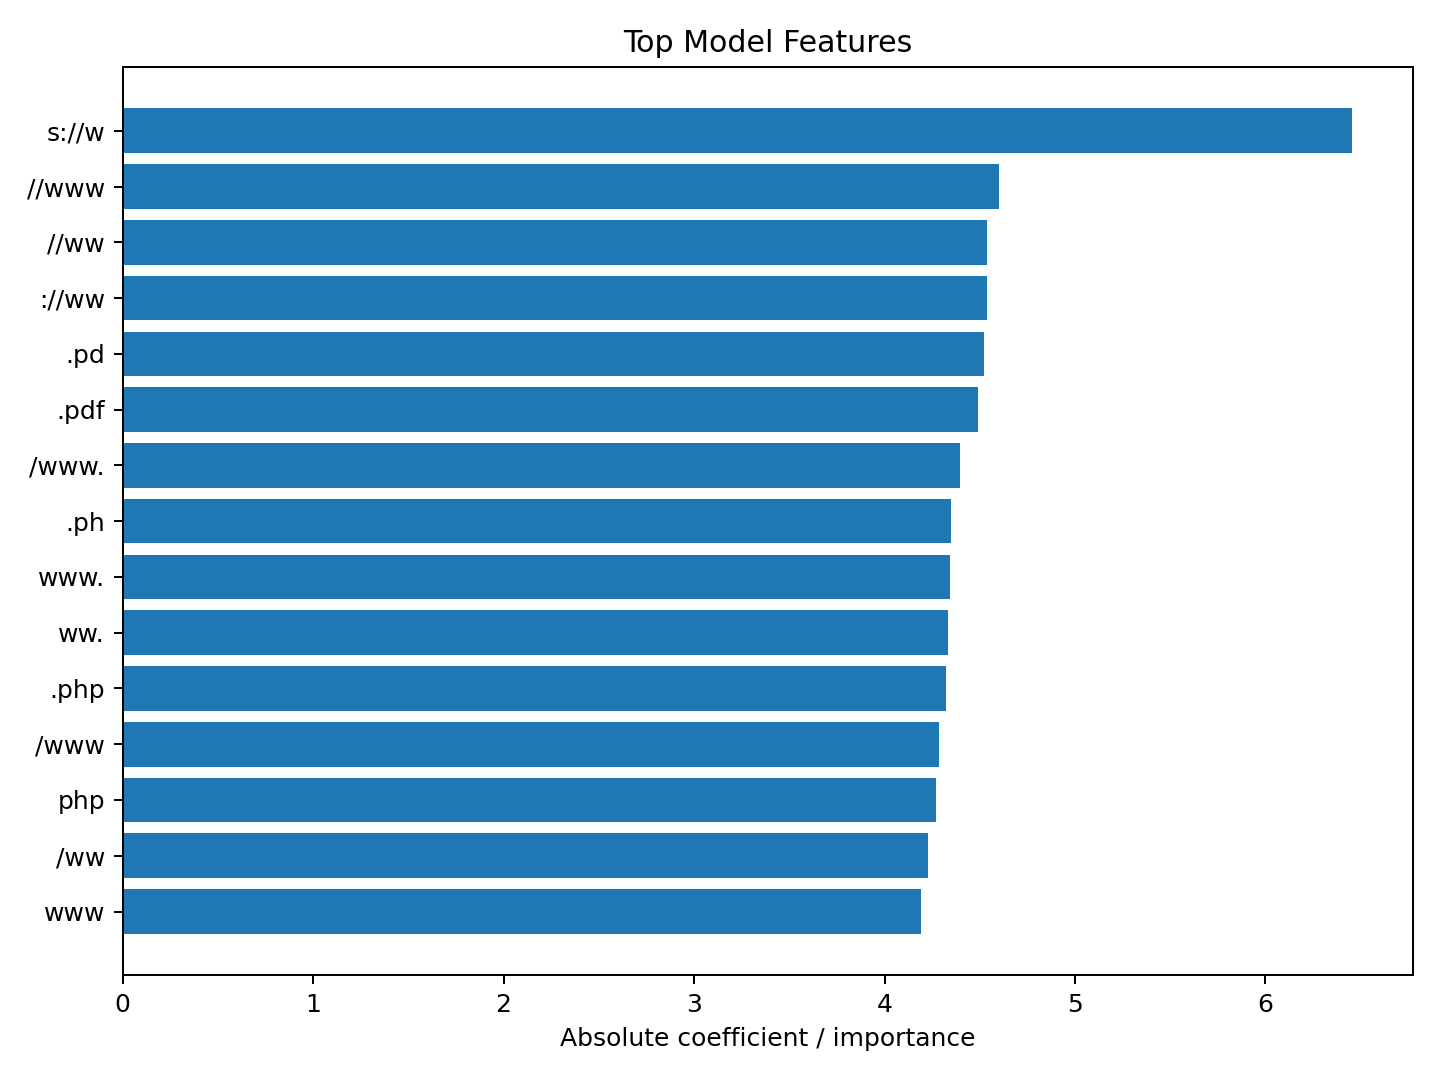 Top Model Features
s://w
//www
//ww
://ww
.pd
.pdf
/www.
.ph
www.
ww.
.php
/www
php
/ww
www
0 1 2 3 4 5 6
Absolute coefficient / importance